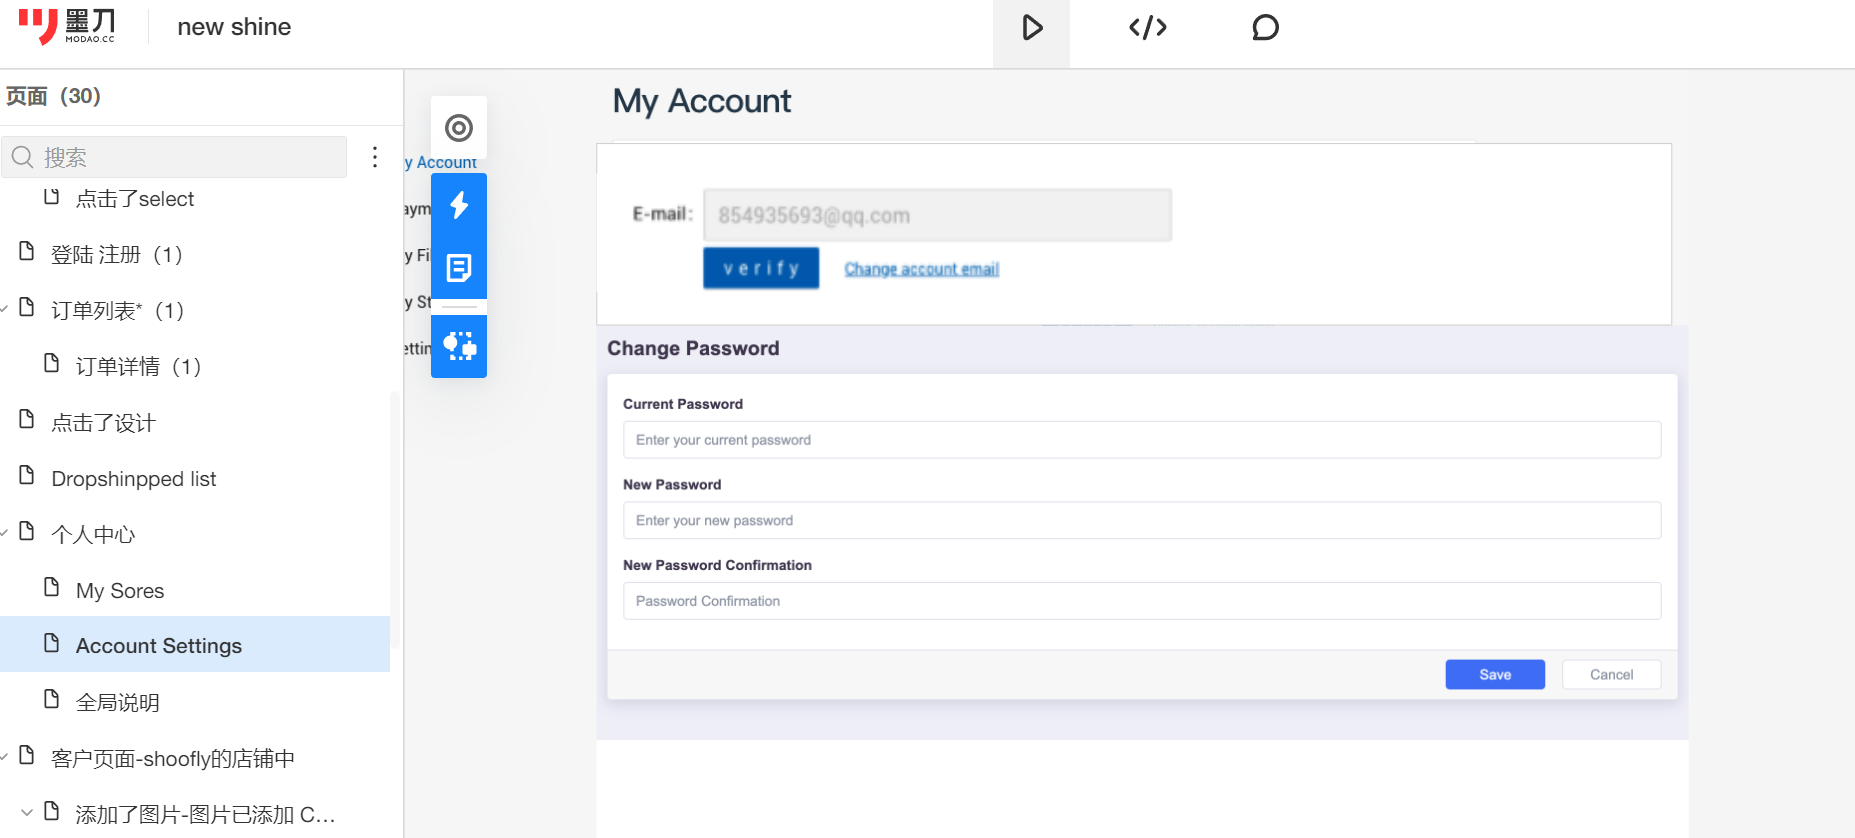 墨刀
MODAO.CC
new shine
页面（30）
搜索
点击了select
登陆 注册（1）
订单列表*（1）
订单详情（1）
点击了设计
Dropshinpped list
个人中心
My Sores
Account Settings
全局说明
客户页面-shoofly的店铺中
添加了图片-图片已添加 C...
y Account
aym
y Fi
y St
ettin
My Account
E-mail:
854935693@qq.com
verify
Change account email
Change Password
Current Password
Enter your current password
New Password
Enter your new password
New Password Confirmation
Password Confirmation
Save
Cancel